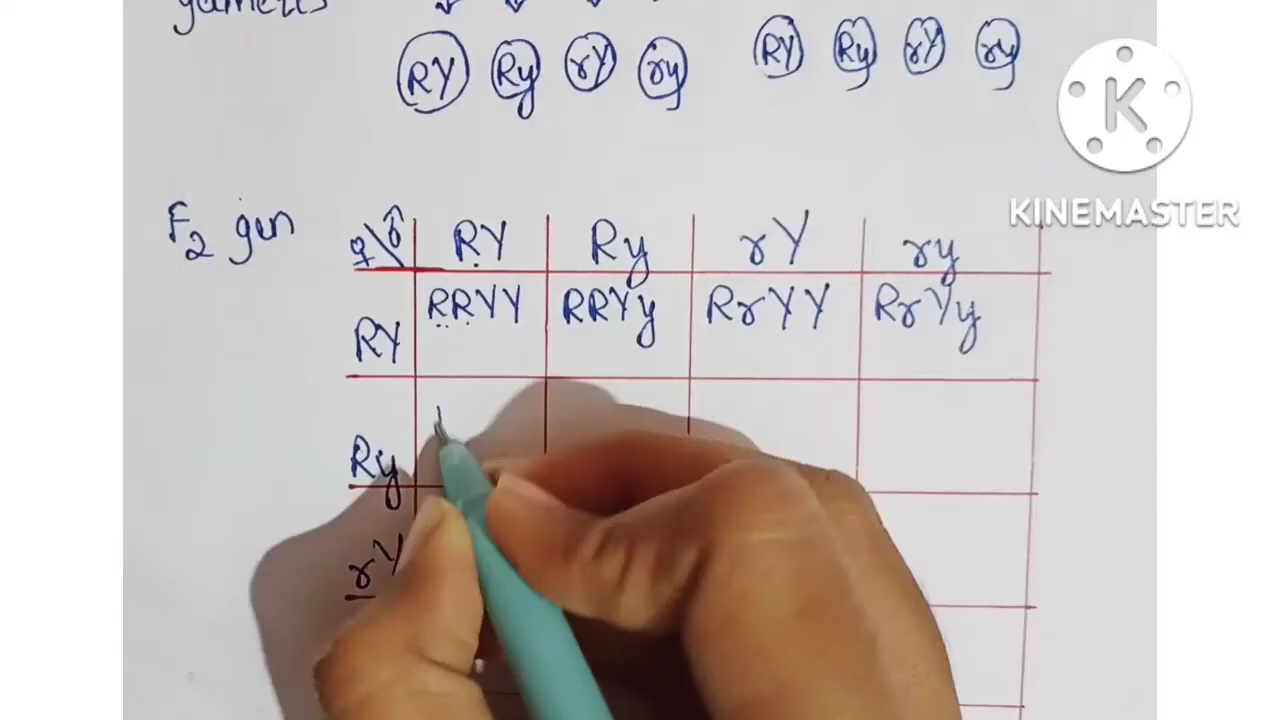 gametes
RY Ry rY ry RY Ry rY ry
K
KINEMASTER
F2 gen ♀/♂ RY Ry rY ry
RY RRYY RRYy RrYY RrYy
Ry
rY